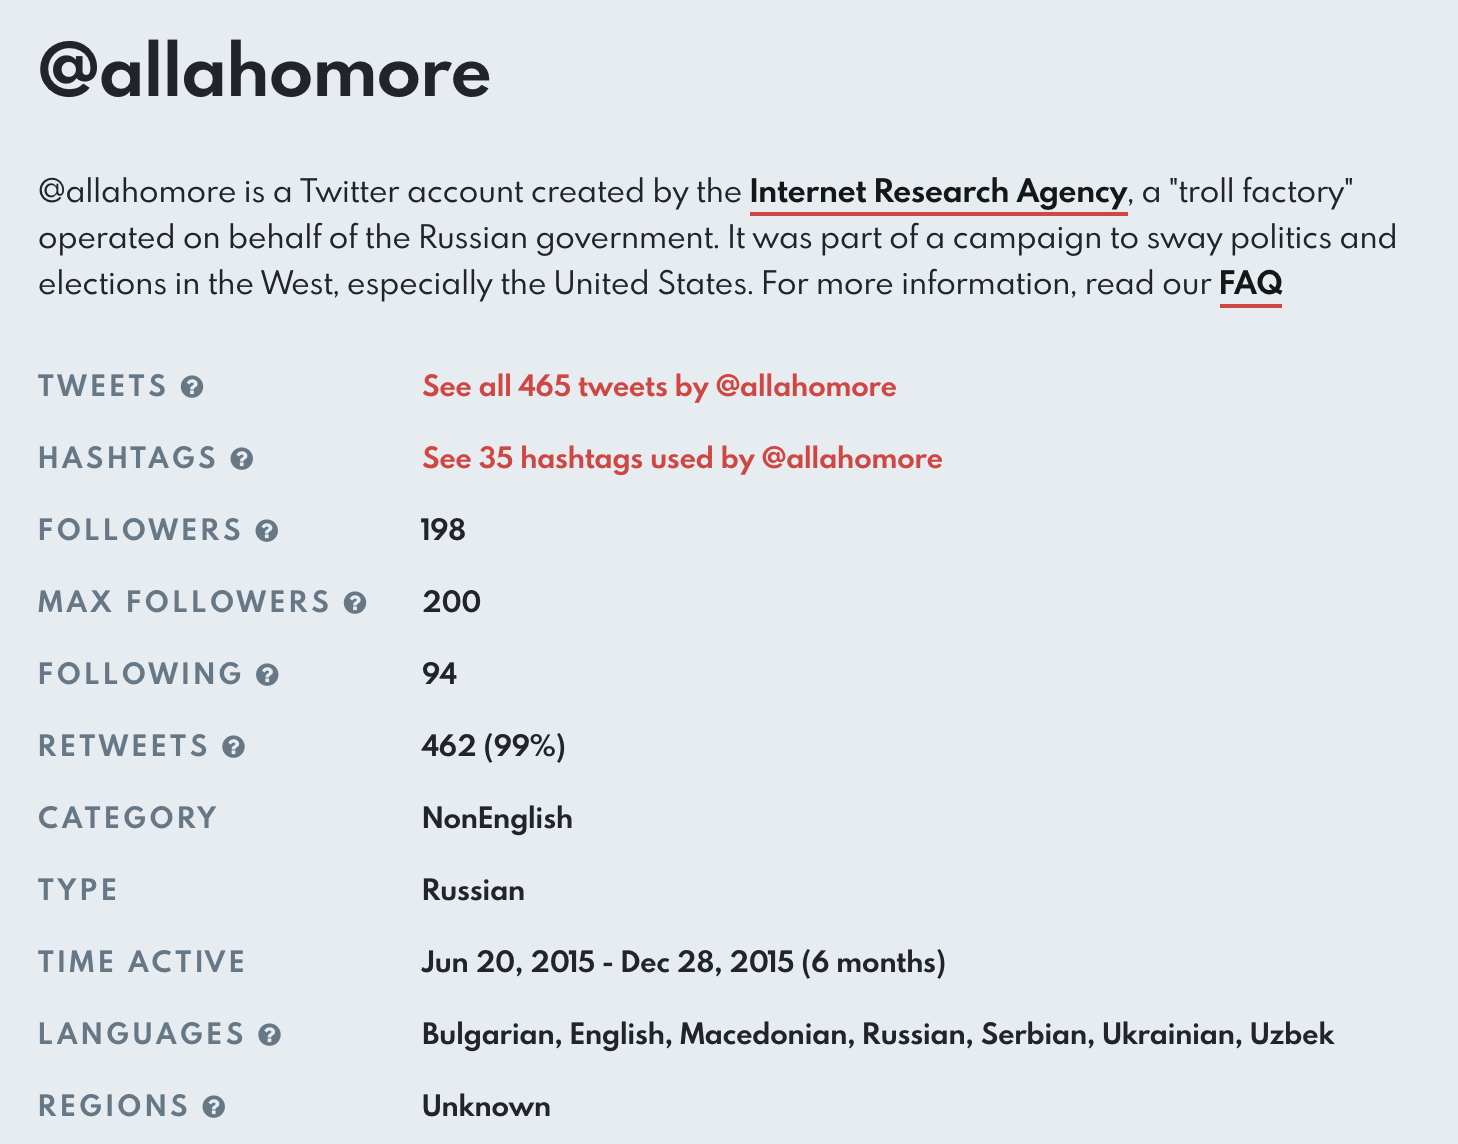 @allahomore
@allahomore is a Twitter account created by the Internet Research Agency, a "troll factory"
operated on behalf of the Russian government. It was part of a campaign to sway politics and
elections in the West, especially the United States. For more information, read our FAQ
TWEETS ? See all 465 tweets by @allahomore
HASHTAGS ? See 35 hashtags used by @allahomore
FOLLOWERS ? 198
MAX FOLLOWERS ? 200
FOLLOWING ? 94
RETWEETS ? 462 (99%)
CATEGORY NonEnglish
TYPE Russian
TIME ACTIVE Jun 20, 2015 - Dec 28, 2015 (6 months)
LANGUAGES ? Bulgarian, English, Macedonian, Russian, Serbian, Ukrainian, Uzbek
REGIONS ? Unknown